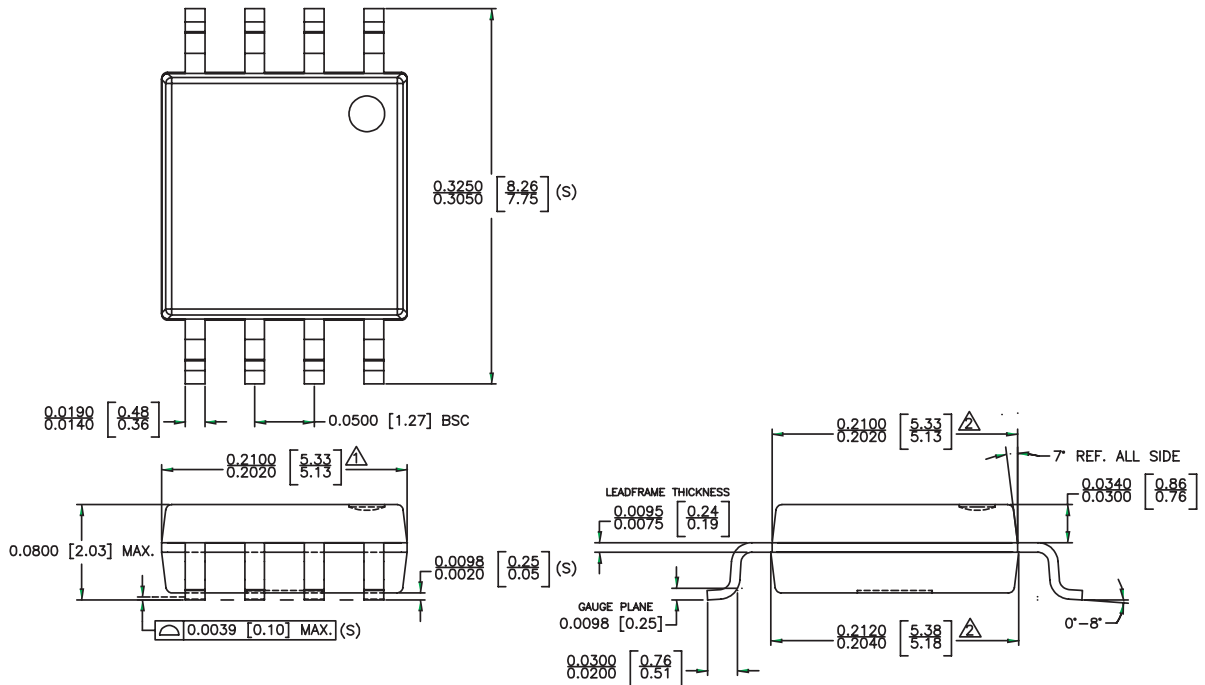 0.3250 [8.26] (S)
0.3050 [7.75]
0.0190 [0.48]
0.0140 [0.36]
0.0500 [1.27] BSC
0.2100 [5.33] 1
0.2020 [5.13]
0.0800 [2.03] MAX.
0.0098 [0.25] (S)
0.0020 [0.05]
0.0039 [0.10] MAX. (S)
0.2100 [5.33] 2
0.2020 [5.13]
7° REF. ALL SIDE
0.0340 [0.86]
0.0300 [0.76]
LEADFRAME THICKNESS
0.0095 [0.24]
0.0075 [0.19]
GAUGE PLANE
0.0098 [0.25]
0°-8°
0.2120 [5.38] 2
0.2040 [5.18]
0.0300 [0.76]
0.0200 [0.51]